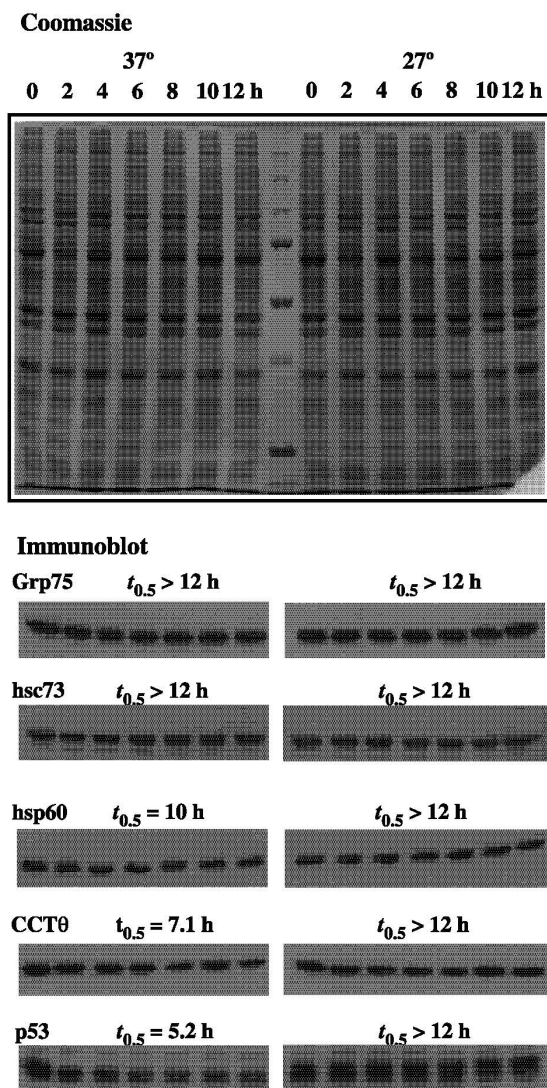 Coomassie
37º 27º
0 2 4 6 8 10 12 h 0 2 4 6 8 10 12 h
Immunoblot
Grp75 t0.5 > 12 h t0.5 > 12 h
hsc73 t0.5 > 12 h t0.5 > 12 h
hsp60 t0.5 = 10 h t0.5 > 12 h
CCTθ t0.5 = 7.1 h t0.5 > 12 h
p53 t0.5 = 5.2 h t0.5 > 12 h